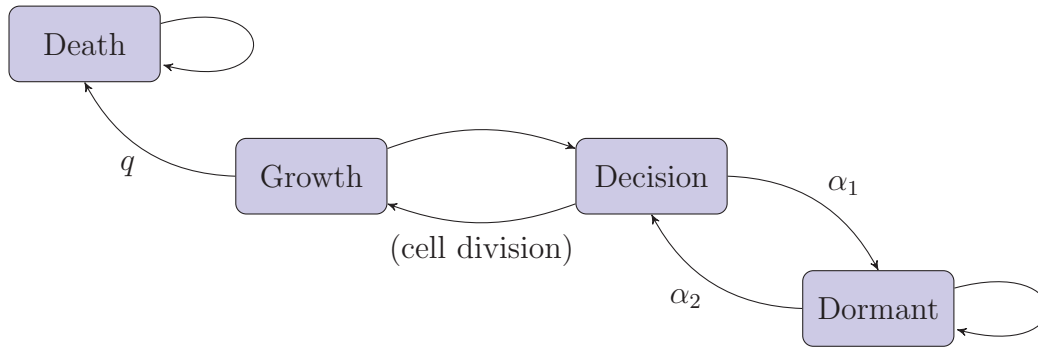 Death
q
Growth
(cell division)
Decision
α₁
α₂
Dormant